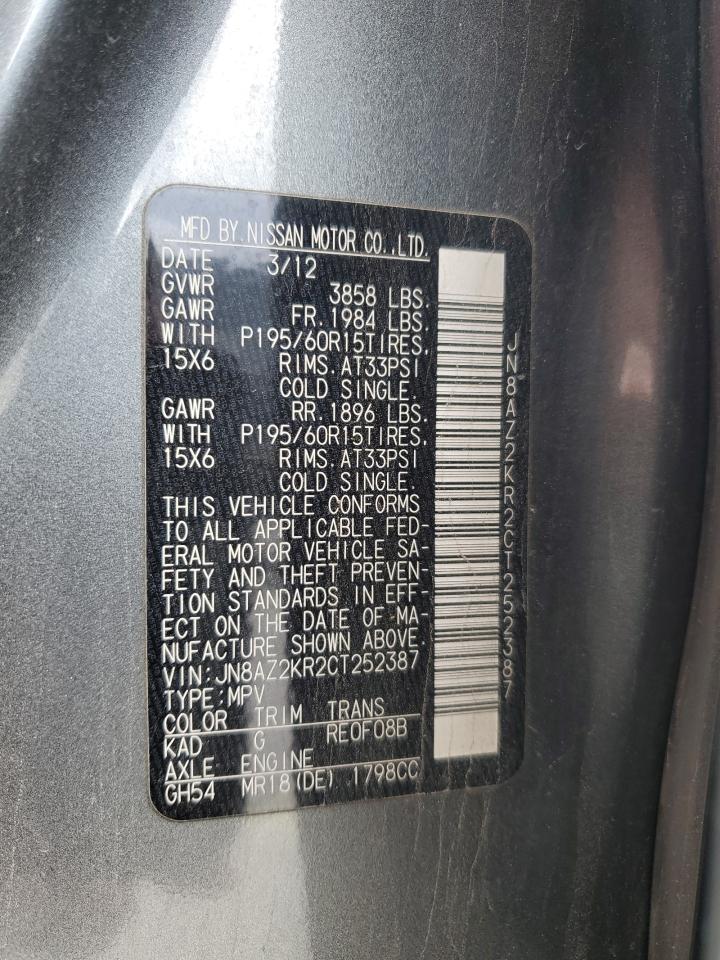 MFD BY.NISSAN MOTOR CO.,LTD.
DATE 3/12
GVWR 3858 LBS.
GAWR FR.1984 LBS.
WITH P195/60R15TIRES,
15X6 RIMS.AT33PSI
COLD SINGLE.
GAWR RR.1896 LBS.
WITH P195/60R15TIRES,
15X6 RIMS.AT33PSI
COLD SINGLE.
THIS VEHICLE CONFORMS
TO ALL APPLICABLE FED-
ERAL MOTOR VEHICLE SA-
FETY AND THEFT PREVEN-
TION STANDARDS IN EFF-
ECT ON THE DATE OF MA-
NUFACTURE SHOWN ABOVE.
VIN:JN8AZ2KR2CT252387
TYPE:MPV
COLOR TRIM TRANS
KAD G RE0F08B
AXLE ENGINE
GH54 MR18(DE) 1798CC
JN8AZ2KR2CT252387